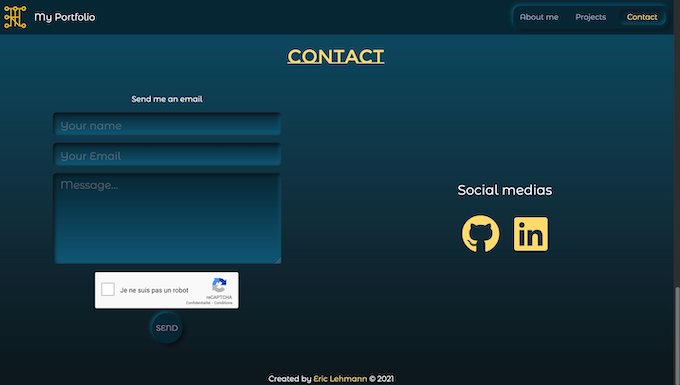 My Portfolio
About me Projects Contact
CONTACT
Send me an email
Your name
Your Email
Message...
Social medias
Je ne suis pas un robot
reCAPTCHA
Confidentialité - Conditions
SEND
Created by Eric Lehmann © 2021